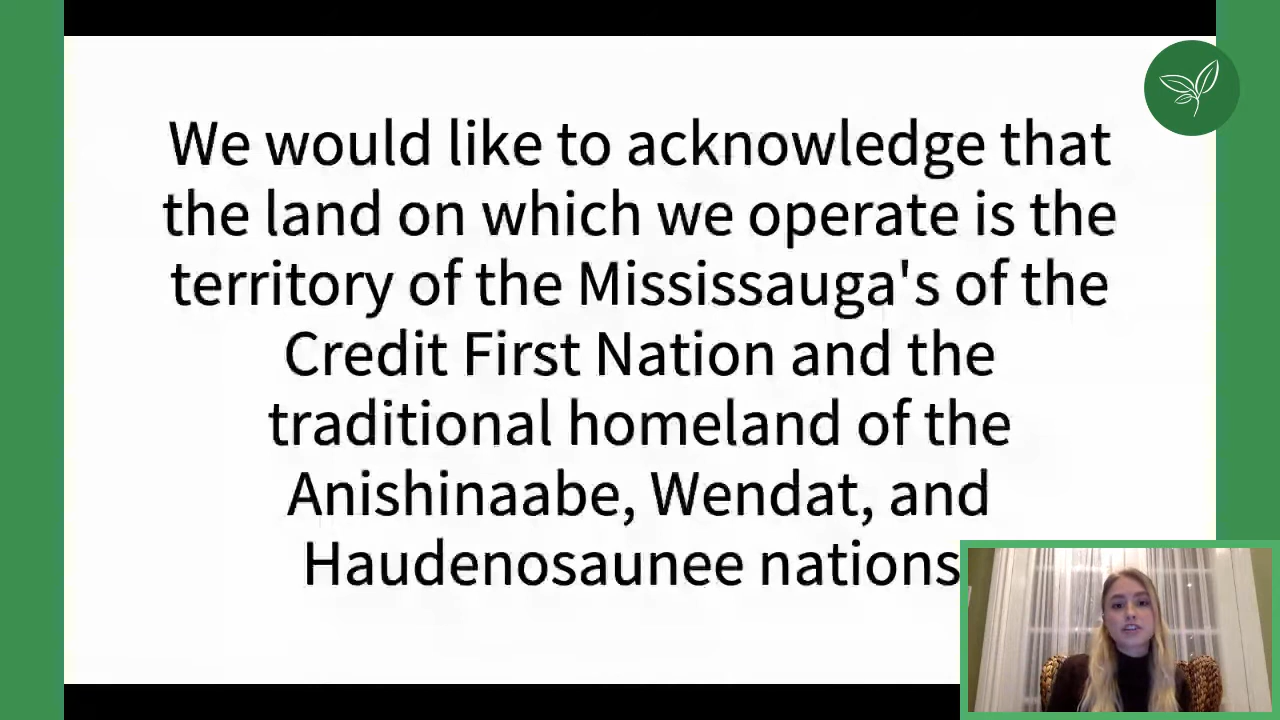 We would like to acknowledge that
the land on which we operate is the
territory of the Mississauga's of the
Credit First Nation and the
traditional homeland of the
Anishinaabe, Wendat, and
Haudenosaunee nations